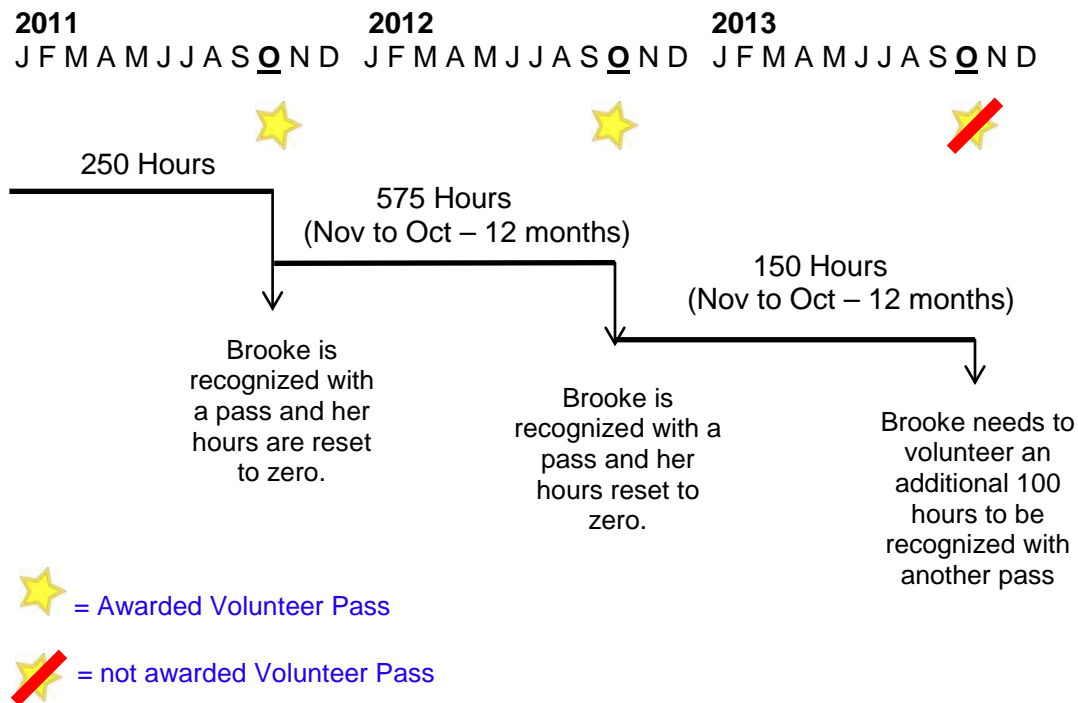 2011 2012 2013
J F M A M J J A S O N D J F M A M J J A S O N D J F M A M J J A S O N D
250 Hours
575 Hours
(Nov to Oct – 12 months)
150 Hours
(Nov to Oct – 12 months)
Brooke is
recognized with
a pass and her
hours are reset
to zero.
Brooke is
recognized with a
pass and her
hours reset to
zero.
Brooke needs to
volunteer an
additional 100
hours to be
recognized with
another pass
= Awarded Volunteer Pass
= not awarded Volunteer Pass